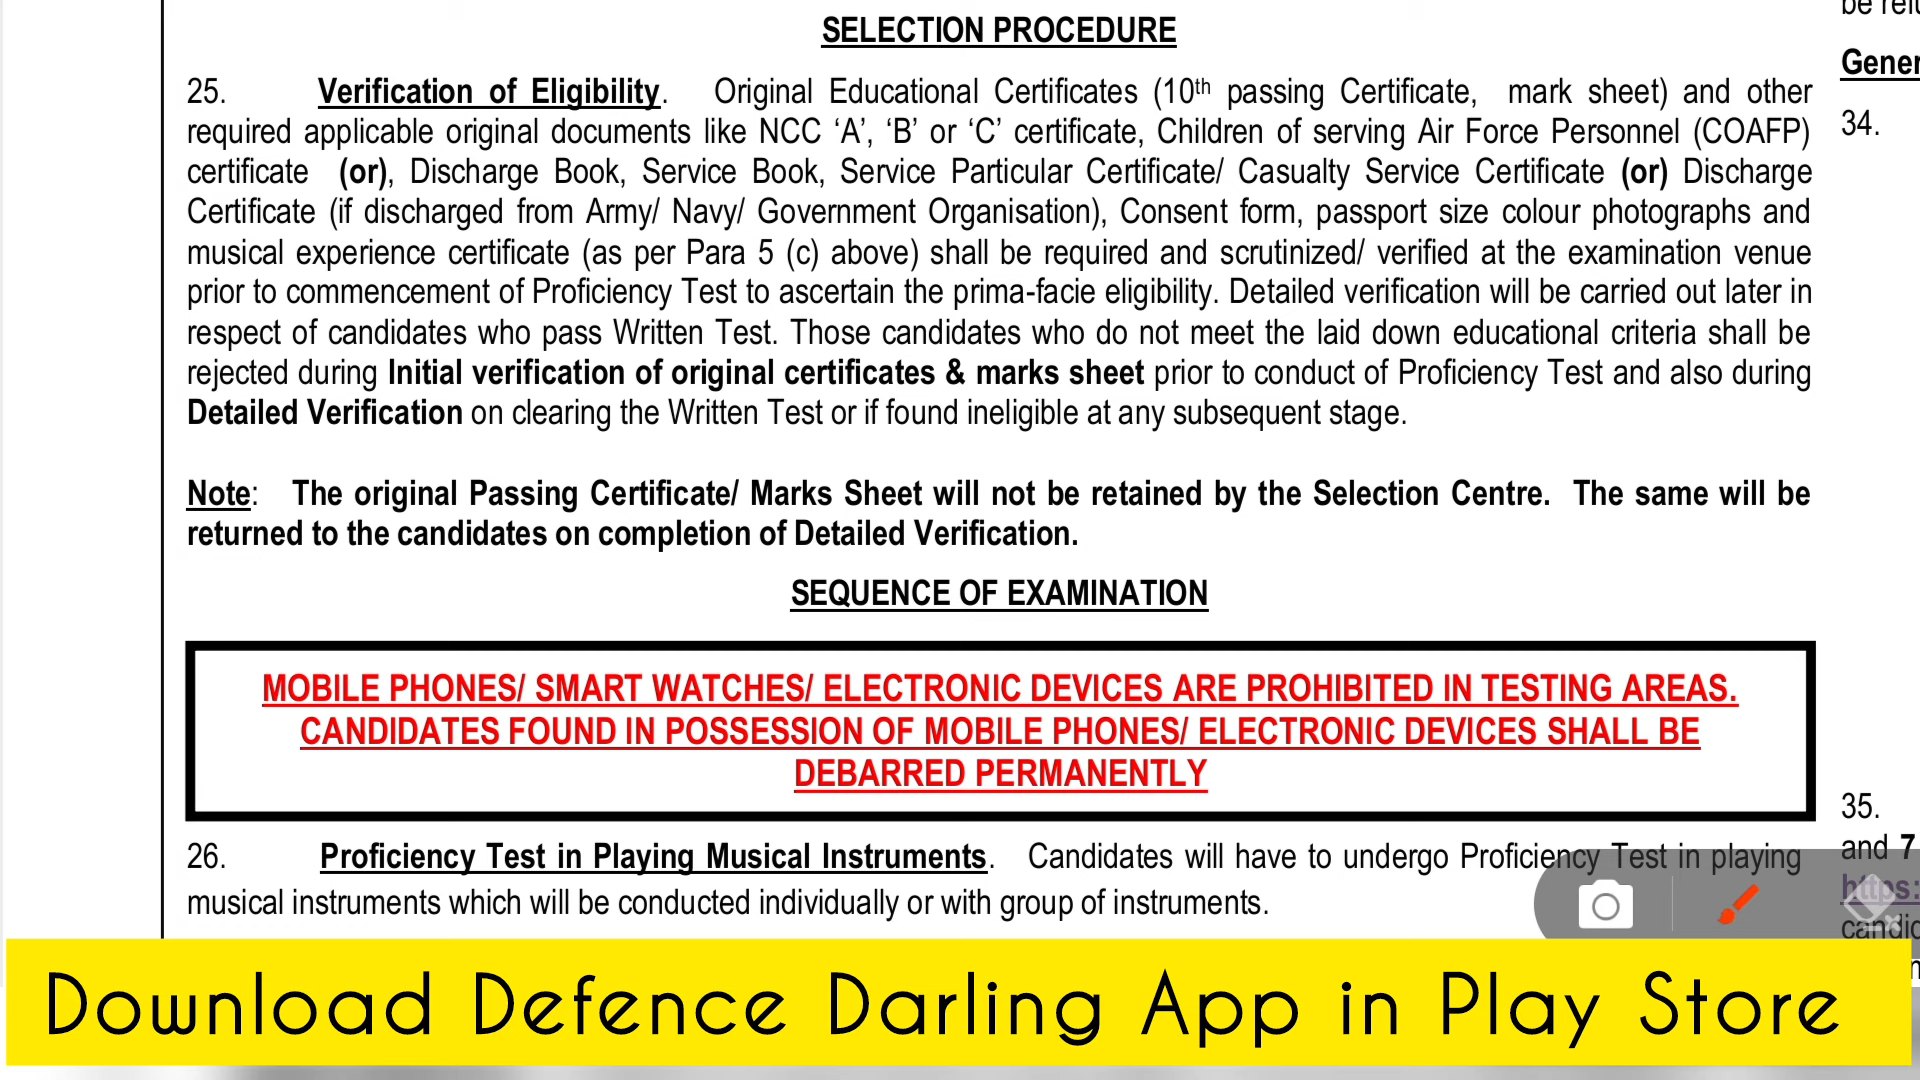 SELECTION PROCEDURE
25. Verification of Eligibility. Original Educational Certificates (10th passing Certificate, mark sheet) and other
required applicable original documents like NCC ‘A’, ‘B’ or ‘C’ certificate, Children of serving Air Force Personnel (COAFP)
certificate (or), Discharge Book, Service Book, Service Particular Certificate/ Casualty Service Certificate (or) Discharge
Certificate (if discharged from Army/ Navy/ Government Organisation), Consent form, passport size colour photographs and
musical experience certificate (as per Para 5 (c) above) shall be required and scrutinized/ verified at the examination venue
prior to commencement of Proficiency Test to ascertain the prima-facie eligibility. Detailed verification will be carried out later in
respect of candidates who pass Written Test. Those candidates who do not meet the laid down educational criteria shall be
rejected during Initial verification of original certificates & marks sheet prior to conduct of Proficiency Test and also during
Detailed Verification on clearing the Written Test or if found ineligible at any subsequent stage.
Note: The original Passing Certificate/ Marks Sheet will not be retained by the Selection Centre. The same will be
returned to the candidates on completion of Detailed Verification.
SEQUENCE OF EXAMINATION
MOBILE PHONES/ SMART WATCHES/ ELECTRONIC DEVICES ARE PROHIBITED IN TESTING AREAS.
CANDIDATES FOUND IN POSSESSION OF MOBILE PHONES/ ELECTRONIC DEVICES SHALL BE
DEBARRED PERMANENTLY
26. Proficiency Test in Playing Musical Instruments. Candidates will have to undergo Proficiency Test in playing
musical instruments which will be conducted individually or with group of instruments.
be
Gener
34.
35.
and 7
https:
candid
Download Defence Darling App in Play Store